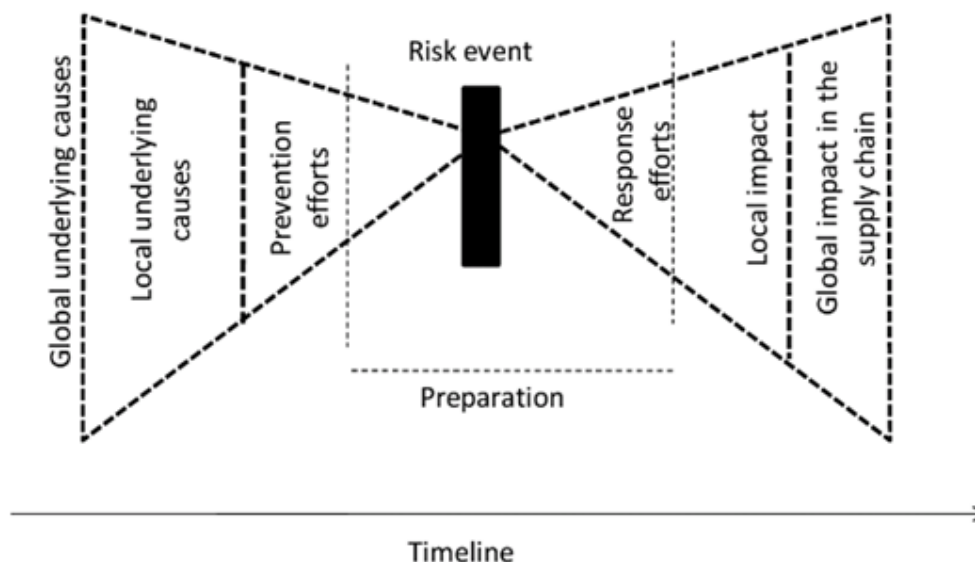 Risk event
Global underlying causes
Local underlying
causes
Prevention
efforts
Response
efforts
Local impact
Global impact in the
supply chain
Preparation
Timeline